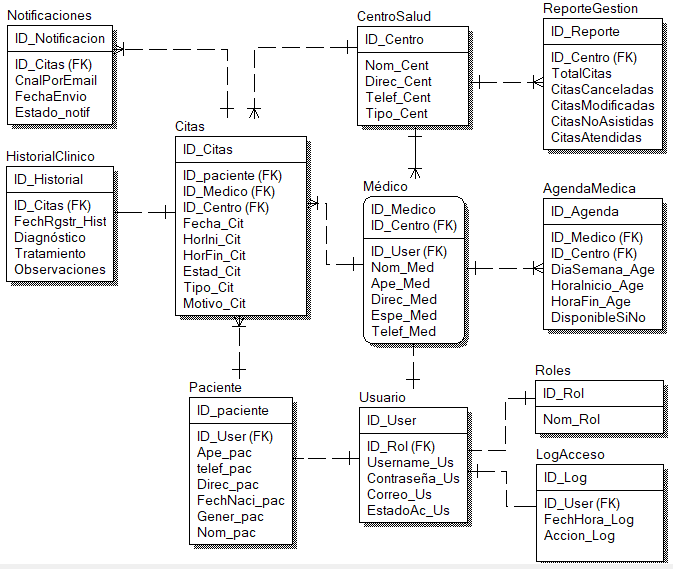 Notificaciones
ID_Notificacion
ID_Citas (FK)
CnalPorEmail
FechaEnvio
Estado_notif
CentroSalud
ID_Centro
Nom_Cent
Direc_Cent
Telef_Cent
Tipo_Cent
ReporteGestion
ID_Reporte
ID_Centro (FK)
TotalCitas
CitasCanceladas
CitasModificadas
CitasNoAsistidas
CitasAtendidas
HistorialClinico
ID_Historial
ID_Citas (FK)
FechRgstr_Hist
Diagnóstico
Tratamiento
Observaciones
Citas
ID_Citas
ID_paciente (FK)
ID_Medico (FK)
ID_Centro (FK)
Fecha_Cit
HorIni_Cit
HorFin_Cit
Estad_Cit
Tipo_Cit
Motivo_Cit
Médico
ID_Medico
ID_Centro (FK)
ID_User (FK)
Nom_Med
Ape_Med
Direc_Med
Espe_Med
Telef_Med
AgendaMedica
ID_Agenda
ID_Medico (FK)
ID_Centro (FK)
DiaSemana_Age
HoraInicio_Age
HoraFin_Age
DisponibleSiNo
Paciente
ID_paciente
ID_User (FK)
Ape_pac
telef_pac
Direc_pac
FechNaci_pac
Gener_pac
Nom_pac
Usuario
ID_User
ID_Rol (FK)
Username_Us
Contraseña_Us
Correo_Us
EstadoAc_Us
Roles
ID_Rol
Nom_Rol
LogAcceso
ID_Log
ID_User (FK)
FechHora_Log
Accion_Log